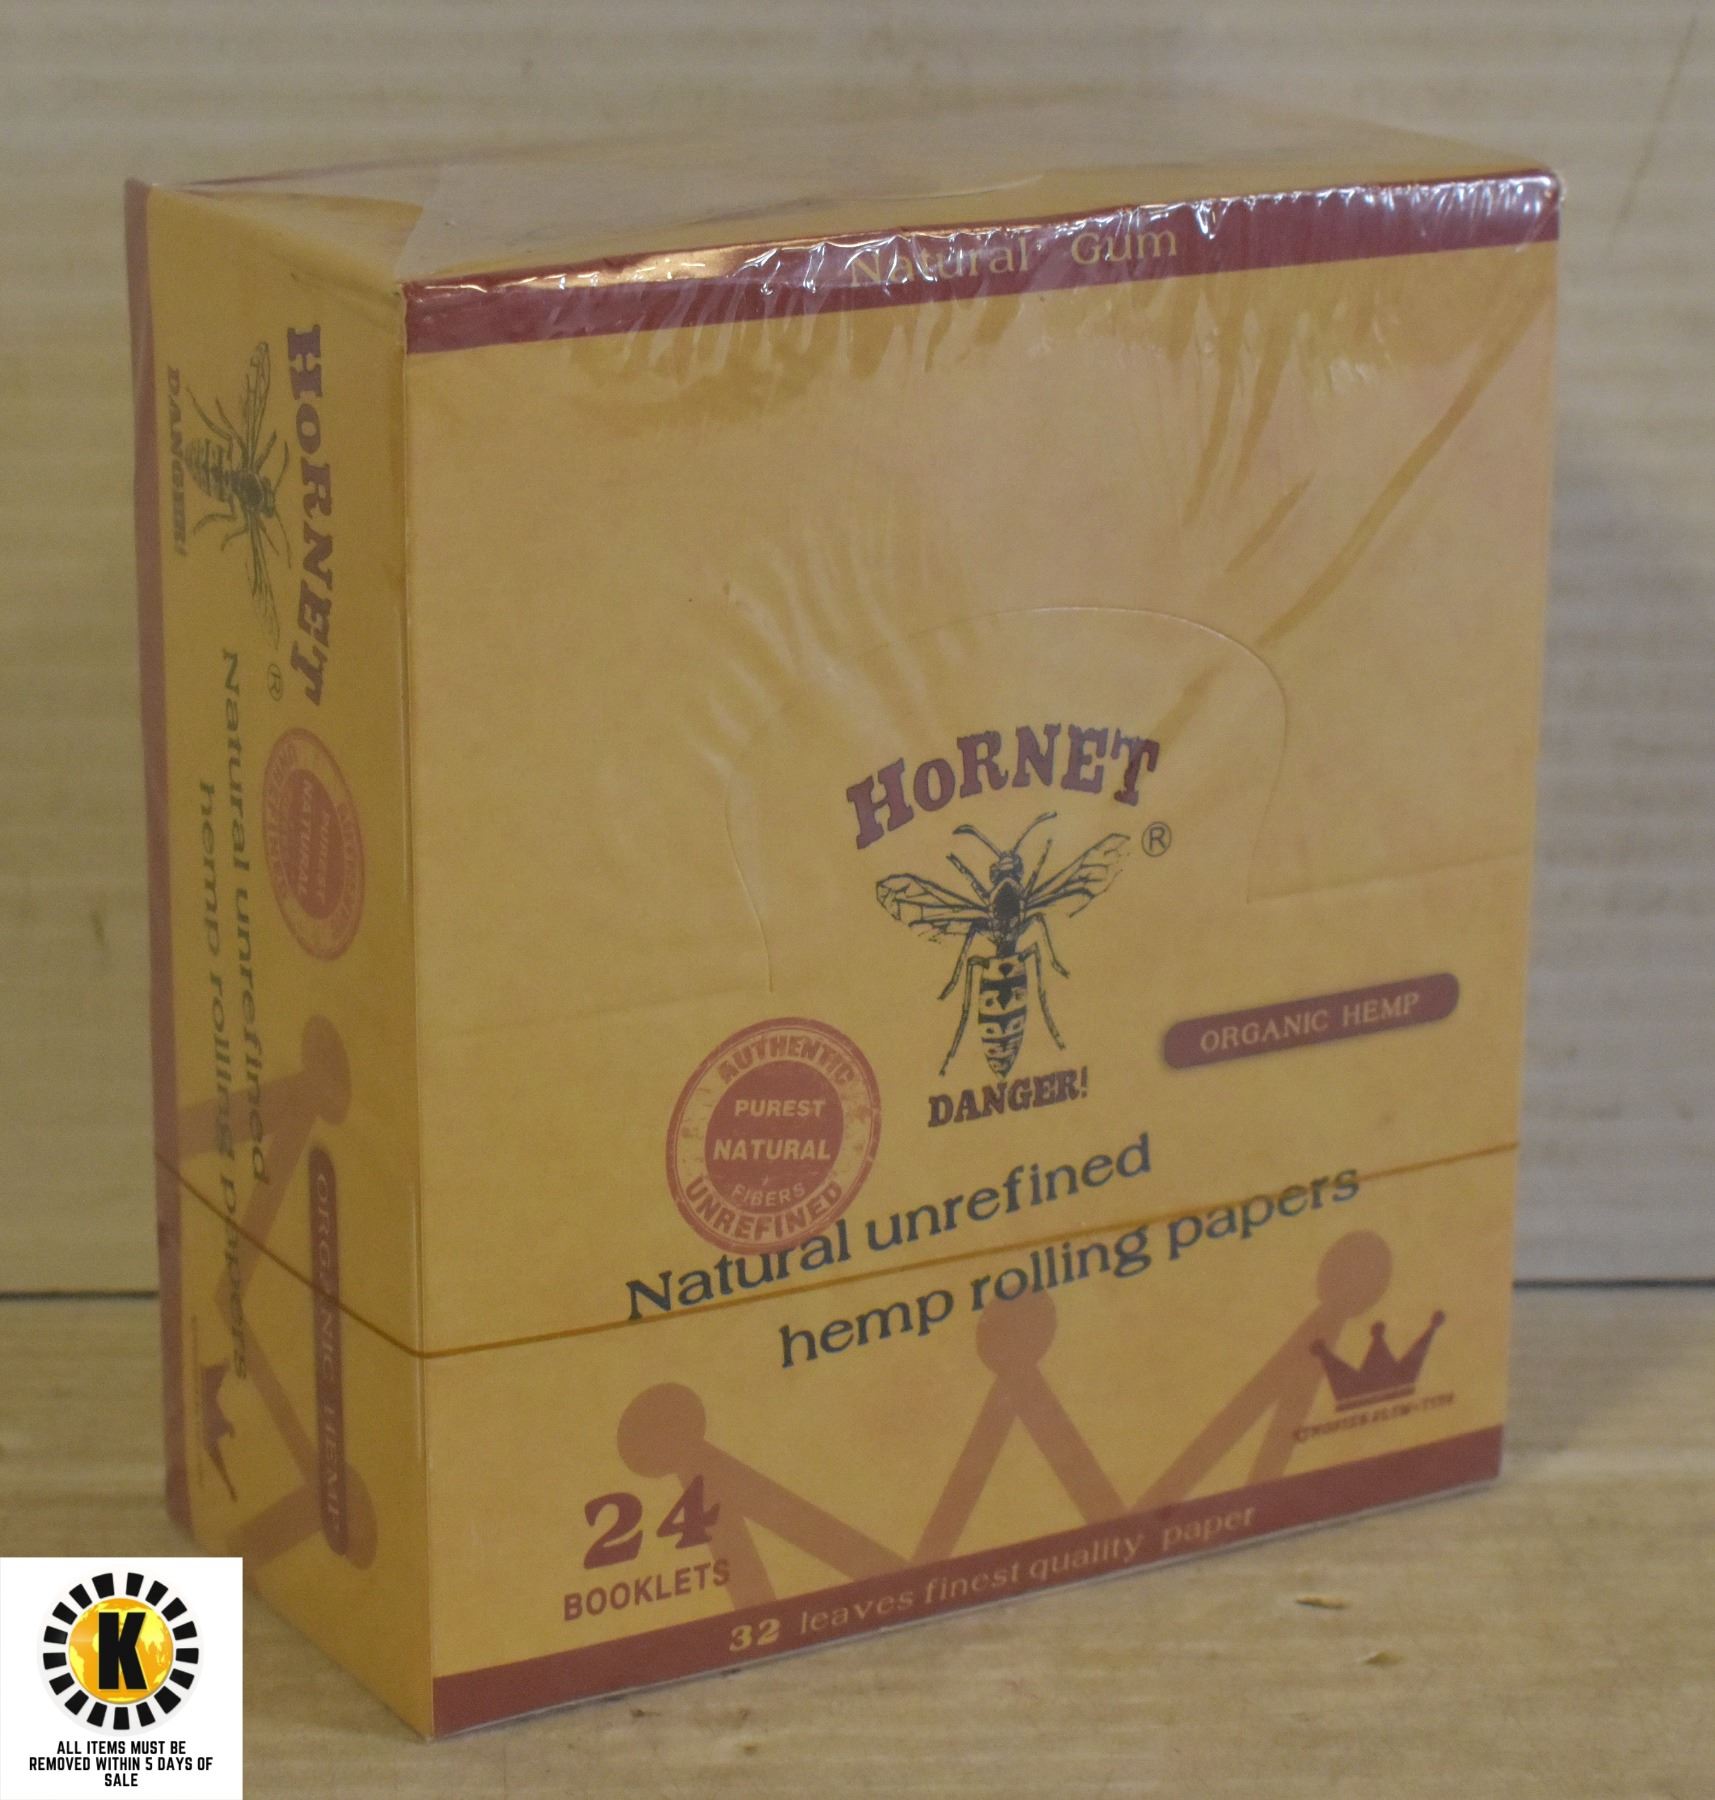 Natural Gum
HoRNET
®
DANGER!
ORGANIC HEMP
AUTHENTIC
PUREST
NATURAL
FIBERS
UNREFINED
Natural unrefined
hemp rolling papers
24
BOOKLETS
32 leaves finest quality paper
HoRNET
®
DANGER!
Natural unrefined
hemp rolling papers
PUREST
NATURAL
ORGANIC HEMP
K
ALL ITEMS MUST BE
REMOVED WITHIN 5 DAYS OF
SALE